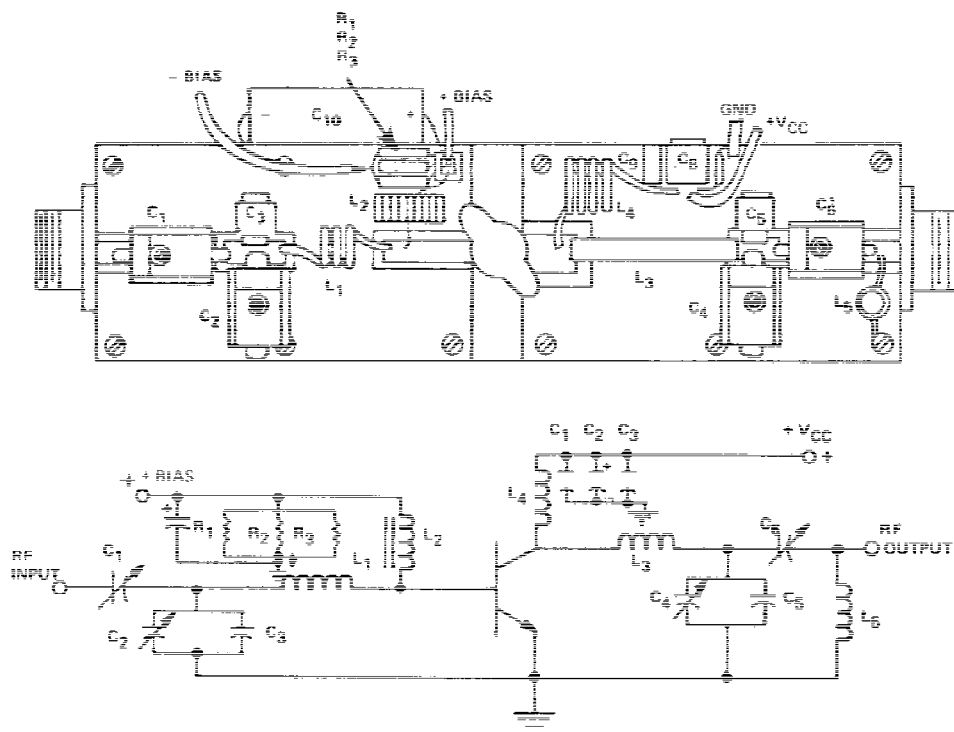 R1
R2
R3
– BIAS
C10
–
+
+ BIAS
GND
+VCC
C9
C8
L2
L4
C1
C3
C5
C6
L1
L3
C2
C4
L5
C1 C2 C3
+ VCC
+
+ + BIAS
+
L4
+
R1
R2
R3
L1
L2
C6
RF
OUTPUT
RF
INPUT
C1
L3
C4
C5
L6
C2
C3